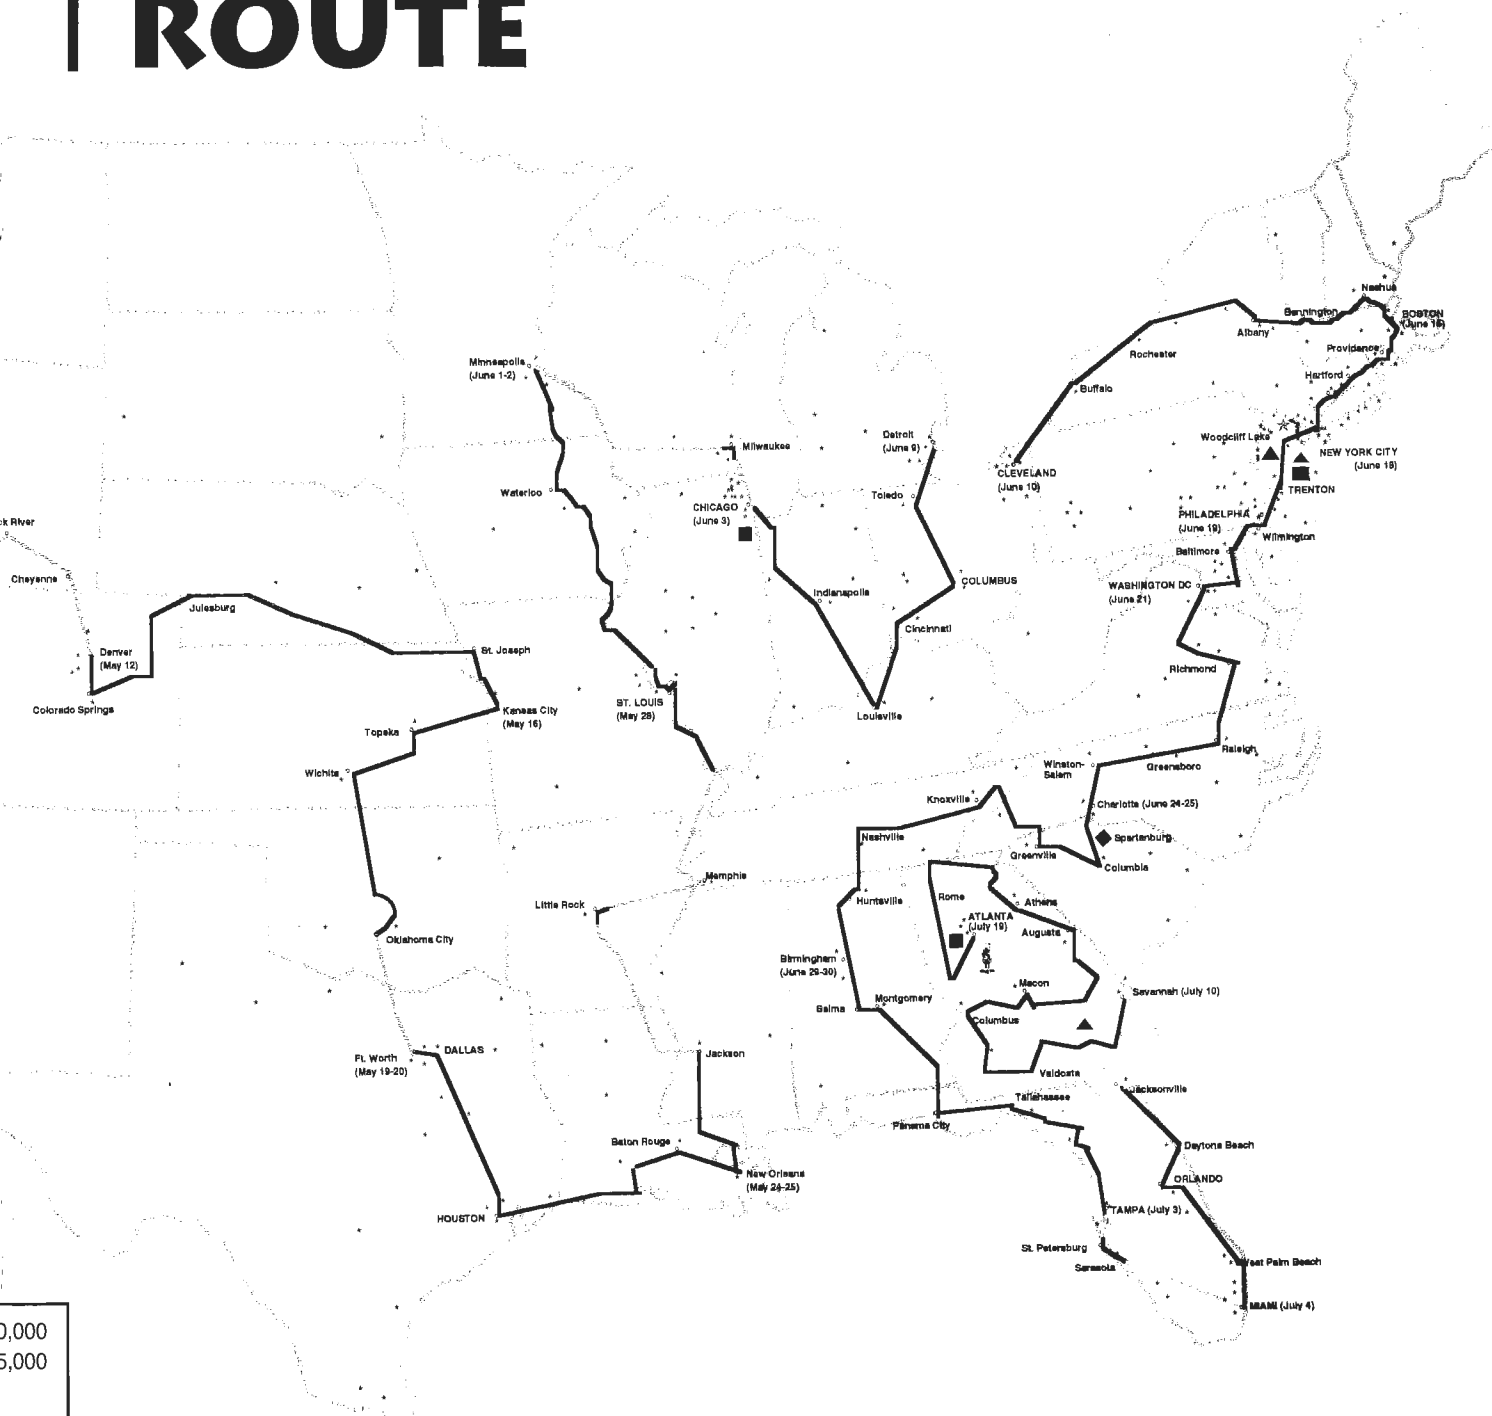 ROUTE
Nashua
Bennington
BOSTON
(June 16)
Albany
Providence
Rochester
Minneapolis
(June 1-2)
Hartford
Buffalo
Detroit
(June 9)
Woodcliff Lake
Milwaukee
NEW YORK CITY
(June 18)
CLEVELAND
(June 10)
TRENTON
Waterloo
Toledo
CHICAGO
(June 3)
PHILADELPHIA
(June 19)
k River
Wilmington
Baltimore
Cheyenne
COLUMBUS
WASHINGTON DC
(June 21)
Indianapolis
Julesburg
Cincinnati
Denver
(May 12)
St. Joseph
Richmond
Colorado Springs
ST. LOUIS
(May 28)
Kansas City
(May 16)
Louisville
Topeka
Raleigh
Winston-
Salem
Greensboro
Wichita
Knoxville
Charlotte (June 24-25)
Nashville
Spartanburg
Greenville
Columbia
Memphis
Huntsville
Rome
Athens
Little Rock
ATLANTA
(July 19)
Augusta
Oklahoma City
Birmingham
(June 29-30)
Macon
Savannah (July 10)
Montgomery
Selma
Columbus
DALLAS
Ft. Worth
(May 19-20)
Jackson
Valdosta
Jacksonville
Tallahassee
Panama City
Baton Rouge
Daytona Beach
New Orleans
(May 24-25)
ORLANDO
TAMPA (July 3)
HOUSTON
St. Petersburg
Sarasota
West Palm Beach
MIAMI (July 4)
0,000
5,000